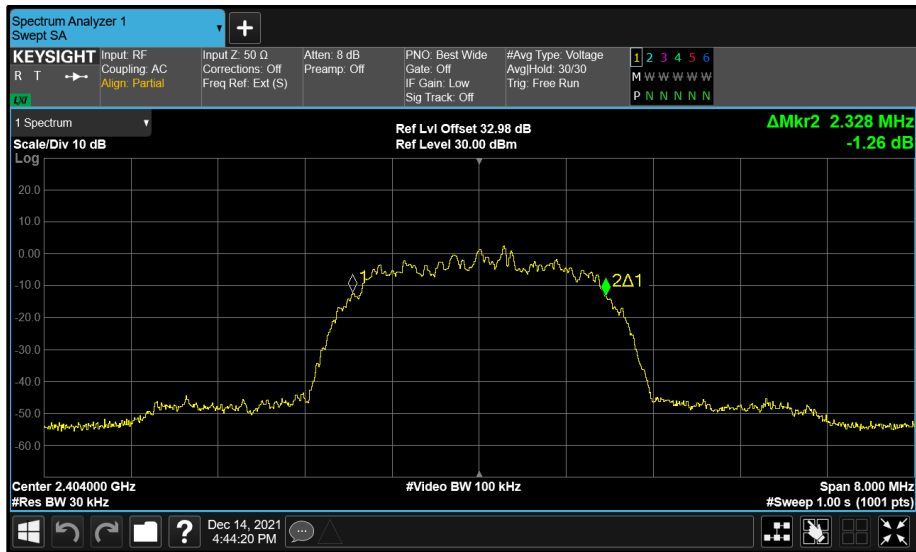 Spectrum Analyzer 1
Swept SA
KEYSIGHT
R T
LXI
Input: RF
Coupling: AC
Align: Partial
Input Z: 50 Ω
Corrections: Off
Freq Ref: Ext (S)
Atten: 8 dB
Preamp: Off
PNO: Best Wide
Gate: Off
IF Gain: Low
Sig Track: Off
#Avg Type: Voltage
Avg|Hold: 30/30
Trig: Free Run
1 2 3 4 5 6
M W W W W W
P N N N N N
1 Spectrum
Scale/Div 10 dB
Ref Lvl Offset 32.98 dB
Ref Level 30.00 dBm
ΔMkr2 2.328 MHz
-1.26 dB
Log
20.0
10.0
0.00
-10.0
-20.0
-30.0
-40.0
-50.0
-60.0
1
2Δ1
Center 2.404000 GHz
#Res BW 30 kHz
#Video BW 100 kHz
Span 8.000 MHz
#Sweep 1.00 s (1001 pts)
Dec 14, 2021
4:44:20 PM